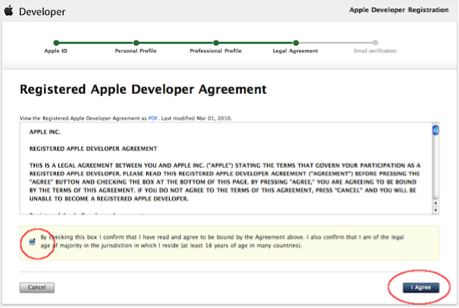 Developer
Apple Developer Registration
Apple ID
Personal Profile
Professional Profile
Legal Agreement
Email verification
Registered Apple Developer Agreement
View the Registered Apple Developer Agreement as PDF. Last modified Mar 01, 2010.
APPLE INC.
REGISTERED APPLE DEVELOPER AGREEMENT
THIS IS A LEGAL AGREEMENT BETWEEN YOU AND APPLE INC. ("APPLE") STATING THE TERMS THAT GOVERN YOUR PARTICIPATION AS A
REGISTERED APPLE DEVELOPER. PLEASE READ THIS REGISTERED APPLE DEVELOPER AGREEMENT ("AGREEMENT") BEFORE PRESSING THE
"AGREE" BUTTON AND CHECKING THE BOX AT THE BOTTOM OF THIS PAGE. BY PRESSING "AGREE," YOU ARE AGREEING TO BE BOUND
BY THE TERMS OF THIS AGREEMENT. IF YOU DO NOT AGREE TO THE TERMS OF THIS AGREEMENT, PRESS "CANCEL" AND YOU WILL BE
UNABLE TO BECOME A REGISTERED APPLE DEVELOPER.
By checking this box I confirm that I have read and agree to be bound by the Agreement above. I also confirm that I am of the legal
age of majority in the jurisdiction in which I reside (at least 18 years of age in many countries).
Cancel
I Agree